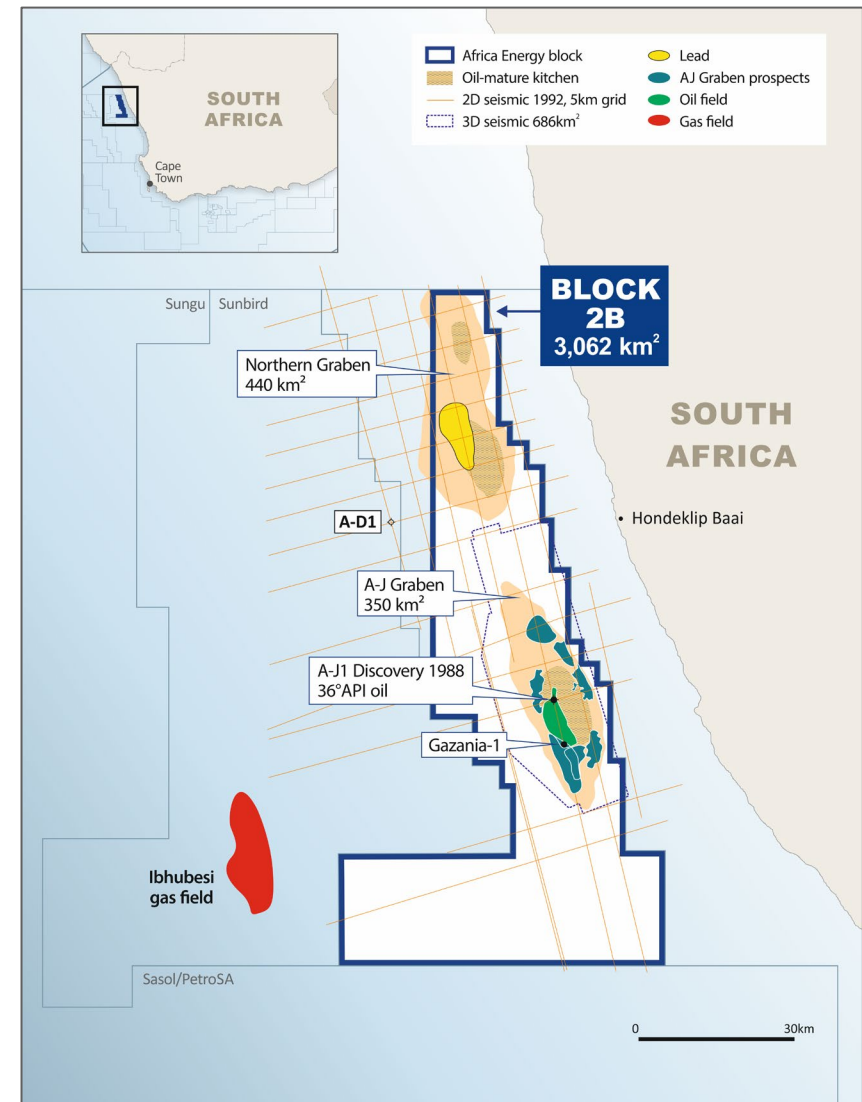 SOUTH
AFRICA
Cape
Town
Africa Energy block
Oil-mature kitchen
2D seismic 1992, 5km grid
3D seismic 686km²
Lead
AJ Graben prospects
Oil field
Gas field
Sungu
Sunbird
BLOCK
2B
3,062 km²
Northern Graben
440 km²
SOUTH
AFRICA
A-D1
Hondeklip Baai
A-J Graben
350 km²
A-J1 Discovery 1988
36°API oil
Gazania-1
Ibhubesi
gas field
Sasol/PetroSA
0
30km